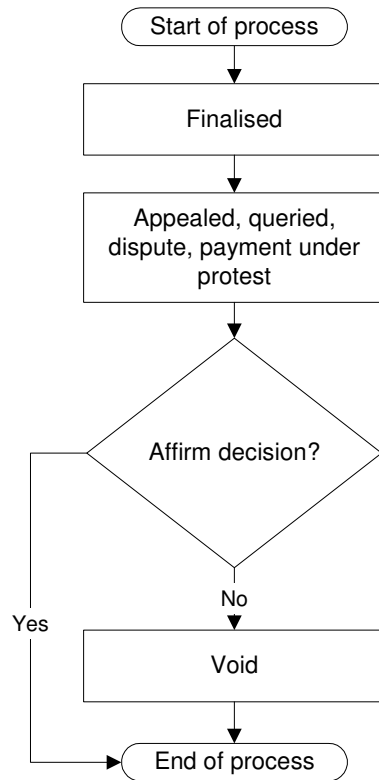 Start of process
Finalised
Appealed, queried,
dispute, payment under
protest
Affirm decision?
No
Yes
Void
End of process